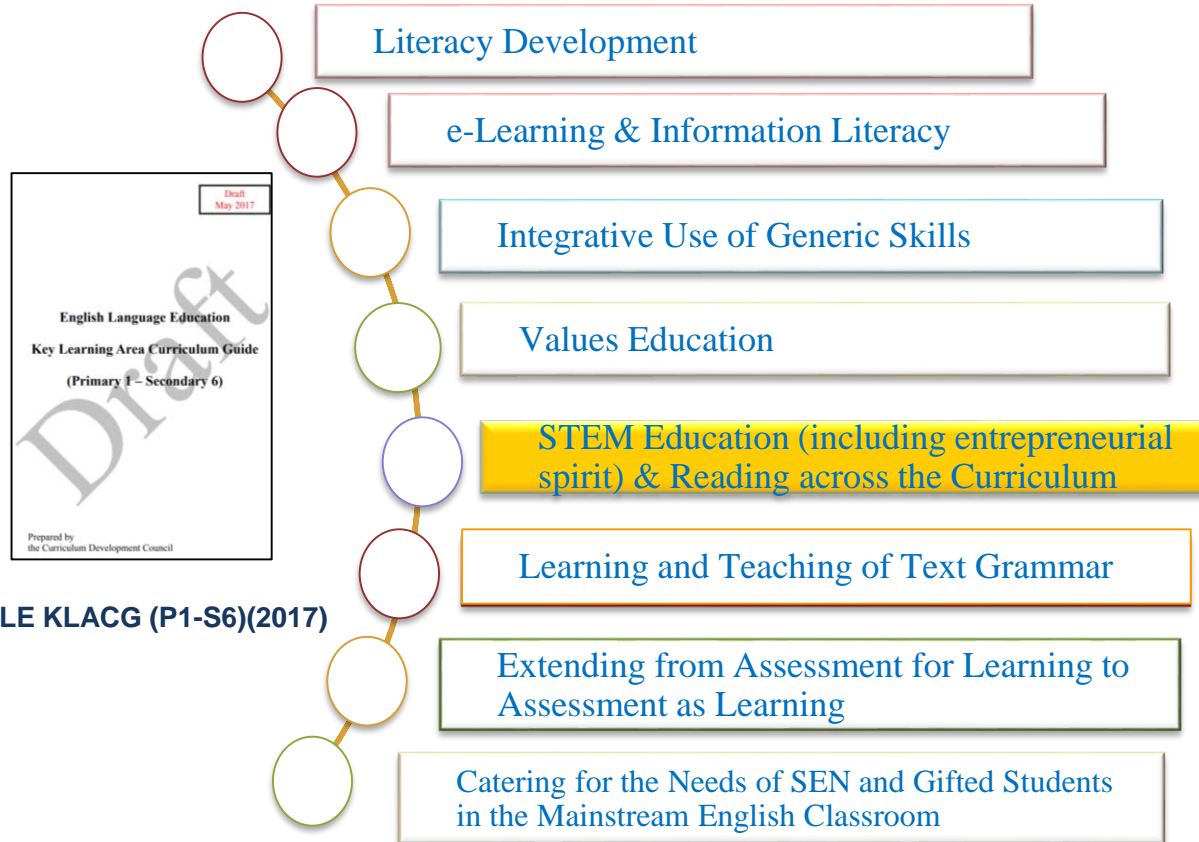 Literacy Development
e-Learning & Information Literacy
Integrative Use of Generic Skills
Values Education
STEM Education (including entrepreneurial
spirit) & Reading across the Curriculum
Learning and Teaching of Text Grammar
Extending from Assessment for Learning to
Assessment as Learning
Catering for the Needs of SEN and Gifted Students
in the Mainstream English Classroom
Draft
May 2017
English Language Education
Key Learning Area Curriculum Guide
(Primary 1 – Secondary 6)
Draft
Prepared by
the Curriculum Development Council
LE KLACG (P1-S6)(2017)